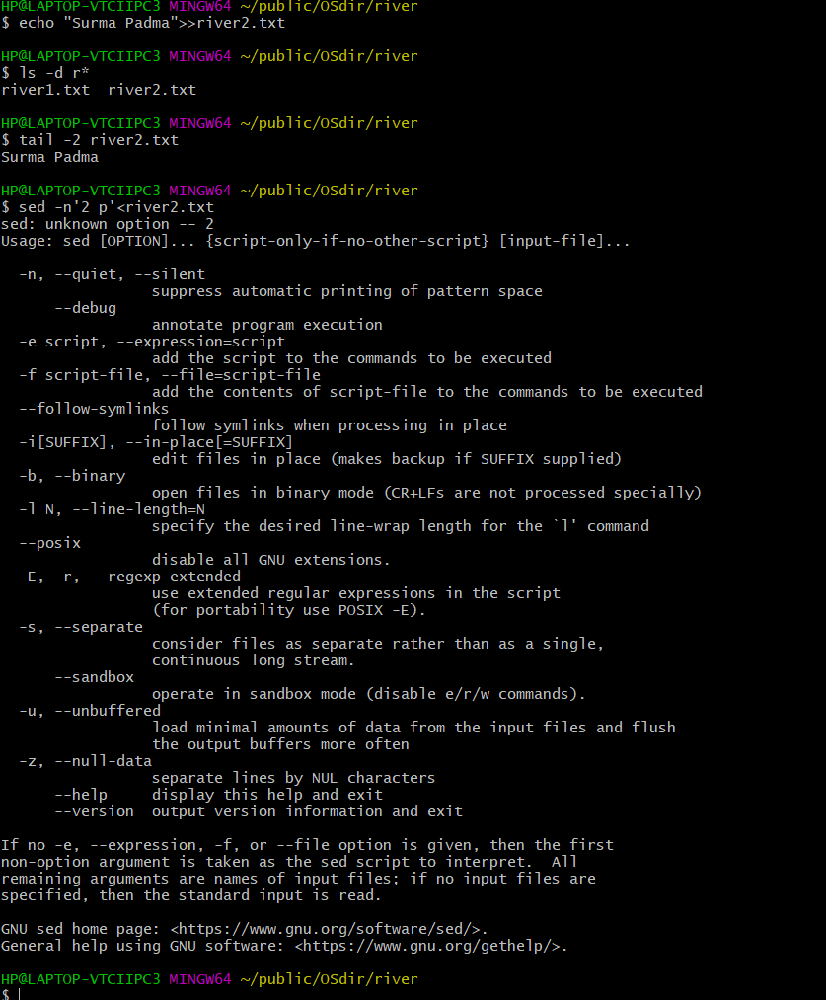 HP@LAPTOP-VTCIIPC3 MINGW64 ~/public/OSdir/river
$ echo "Surma Padma">>river2.txt

HP@LAPTOP-VTCIIPC3 MINGW64 ~/public/OSdir/river
$ ls -d r*
river1.txt  river2.txt

HP@LAPTOP-VTCIIPC3 MINGW64 ~/public/OSdir/river
$ tail -2 river2.txt
Surma Padma

HP@LAPTOP-VTCIIPC3 MINGW64 ~/public/OSdir/river
$ sed -n'2 p'<river2.txt
sed: unknown option -- 2
Usage: sed [OPTION]... {script-only-if-no-other-script} [input-file]...

  -n, --quiet, --silent
                 suppress automatic printing of pattern space
      --debug
                 annotate program execution
  -e script, --expression=script
                 add the script to the commands to be executed
  -f script-file, --file=script-file
                 add the contents of script-file to the commands to be executed
  --follow-symlinks
                 follow symlinks when processing in place
  -i[SUFFIX], --in-place[=SUFFIX]
                 edit files in place (makes backup if SUFFIX supplied)
  -b, --binary
                 open files in binary mode (CR+LFs are not processed specially)
  -l N, --line-length=N
                 specify the desired line-wrap length for the `l' command
  --posix
                 disable all GNU extensions.
  -E, -r, --regexp-extended
                 use extended regular expressions in the script
                 (for portability use POSIX -E).
  -s, --separate
                 consider files as separate rather than as a single,
                 continuous long stream.
      --sandbox
                 operate in sandbox mode (disable e/r/w commands).
  -u, --unbuffered
                 load minimal amounts of data from the input files and flush
                 the output buffers more often
  -z, --null-data
                 separate lines by NUL characters
      --help     display this help and exit
      --version  output version information and exit

If no -e, --expression, -f, or --file option is given, then the first
non-option argument is taken as the sed script to interpret.  All
remaining arguments are names of input files; if no input files are
specified, then the standard input is read.

GNU sed home page: <https://www.gnu.org/software/sed/>.
General help using GNU software: <https://www.gnu.org/gethelp/>.

HP@LAPTOP-VTCIIPC3 MINGW64 ~/public/OSdir/river
$